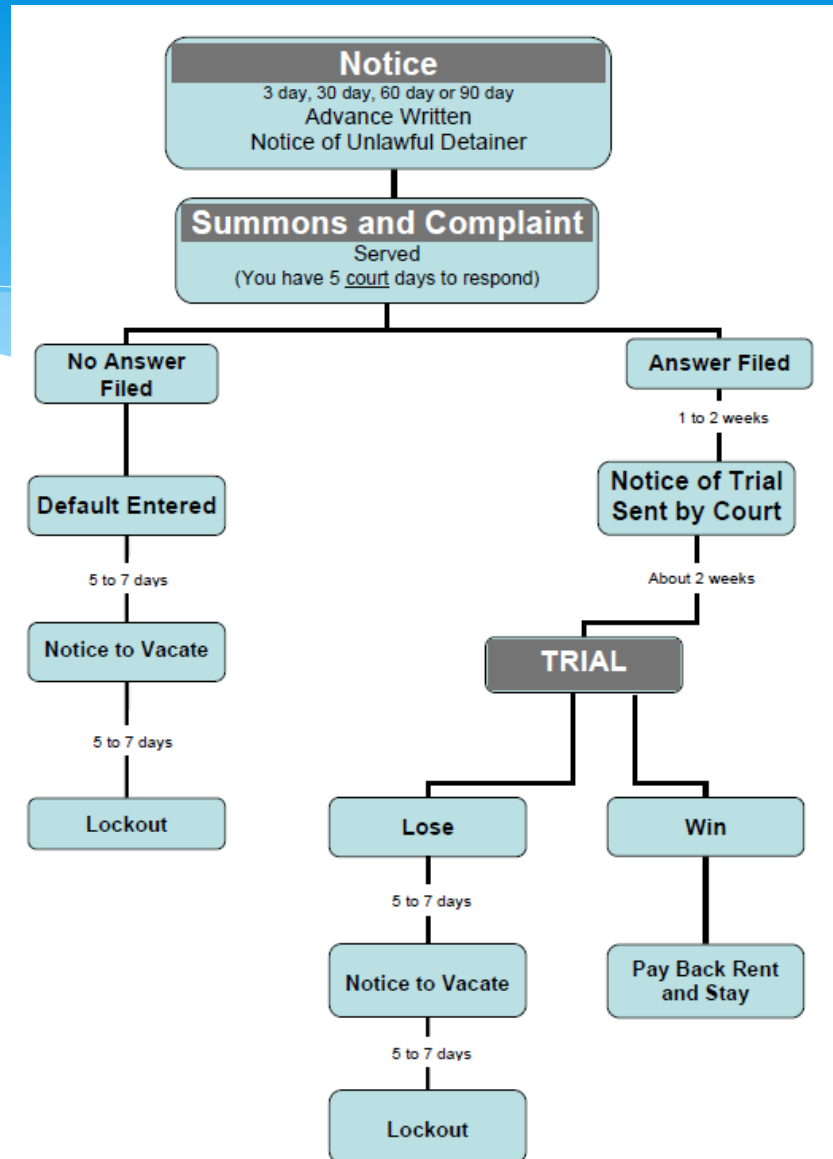 Notice
3 day, 30 day, 60 day or 90 day
Advance Written
Notice of Unlawful Detainer
Summons and Complaint
Served
(You have 5 court days to respond)
No Answer
Filed
Default Entered
5 to 7 days
Notice to Vacate
5 to 7 days
Lockout
Answer Filed
1 to 2 weeks
Notice of Trial
Sent by Court
About 2 weeks
TRIAL
Lose
5 to 7 days
Notice to Vacate
5 to 7 days
Lockout
Win
Pay Back Rent
and Stay